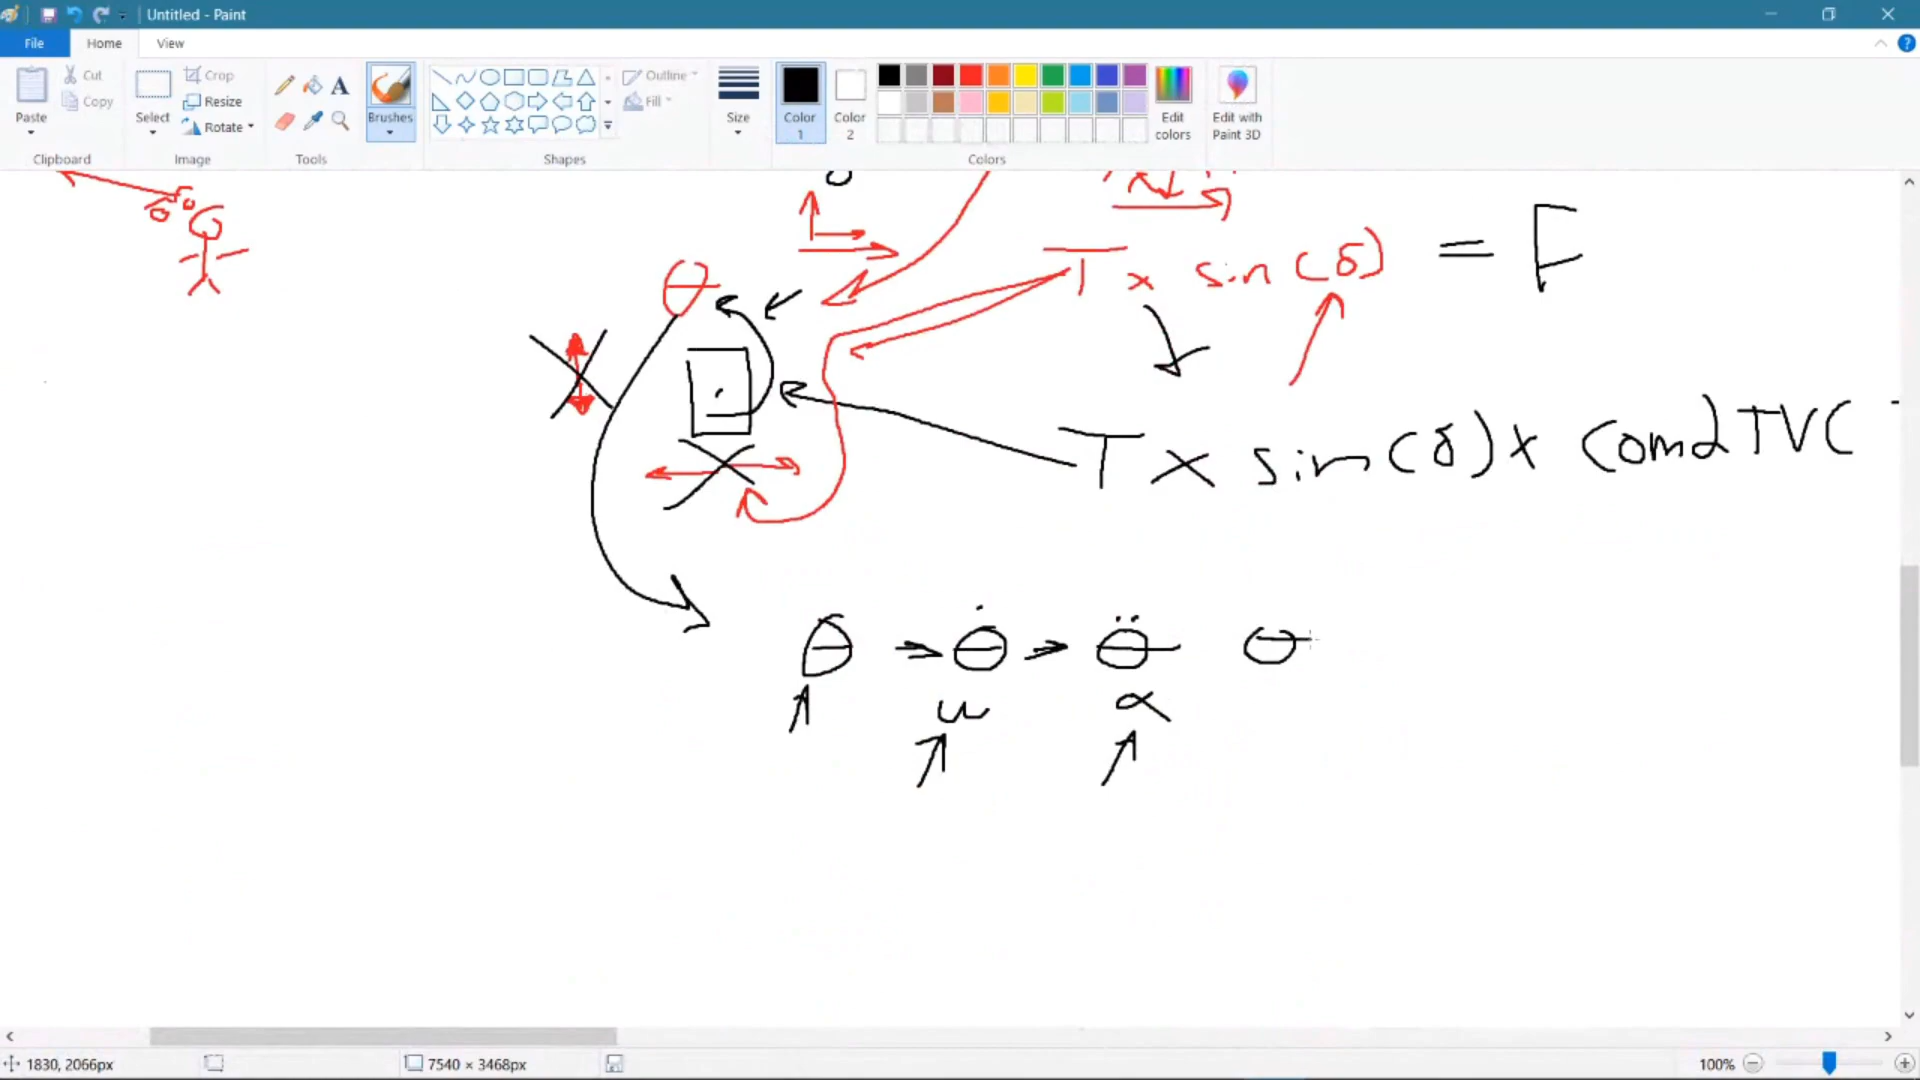 Untitled - Paint
File Home View
Paste
Cut
Copy
Clipboard
Select
Crop
Resize
Rotate
Image
Tools
Brushes
Shapes
Outline
Fill
Size
Color 1
Color 2
Edit colors
Edit with Paint 3D
Colors
T x sin(δ) = F
θ
T x sin(δ) x Com2TVC
θ → θ̇ → θ̈ θ
ω α
1830, 2066px
7540 × 3468px
100%